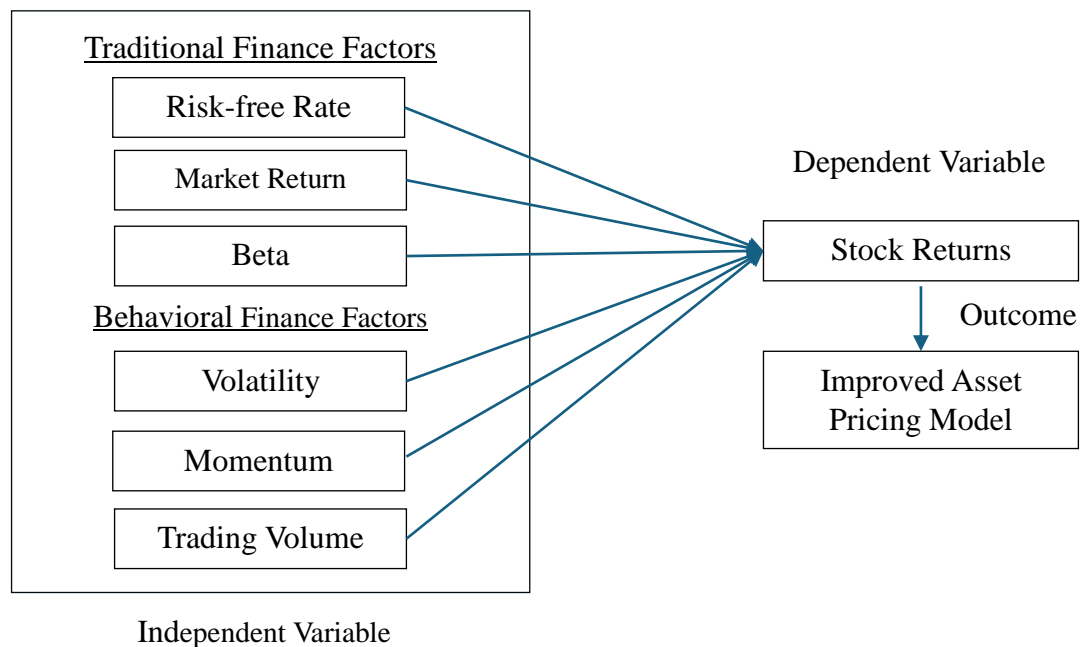 Traditional Finance Factors
Risk-free Rate
Market Return
Beta
Behavioral Finance Factors
Volatility
Momentum
Trading Volume
Independent Variable
Dependent Variable
Stock Returns
Outcome
Improved Asset
Pricing Model